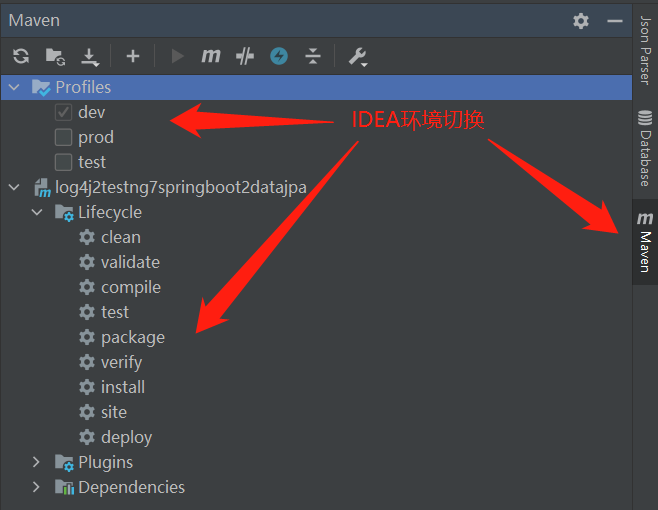 Maven
Profiles
dev
prod
test
IDEA环境切换
log4j2testng7springboot2datajpa
Lifecycle
clean
validate
compile
test
package
verify
install
site
deploy
Plugins
Dependencies
Json Parser
Database
Maven